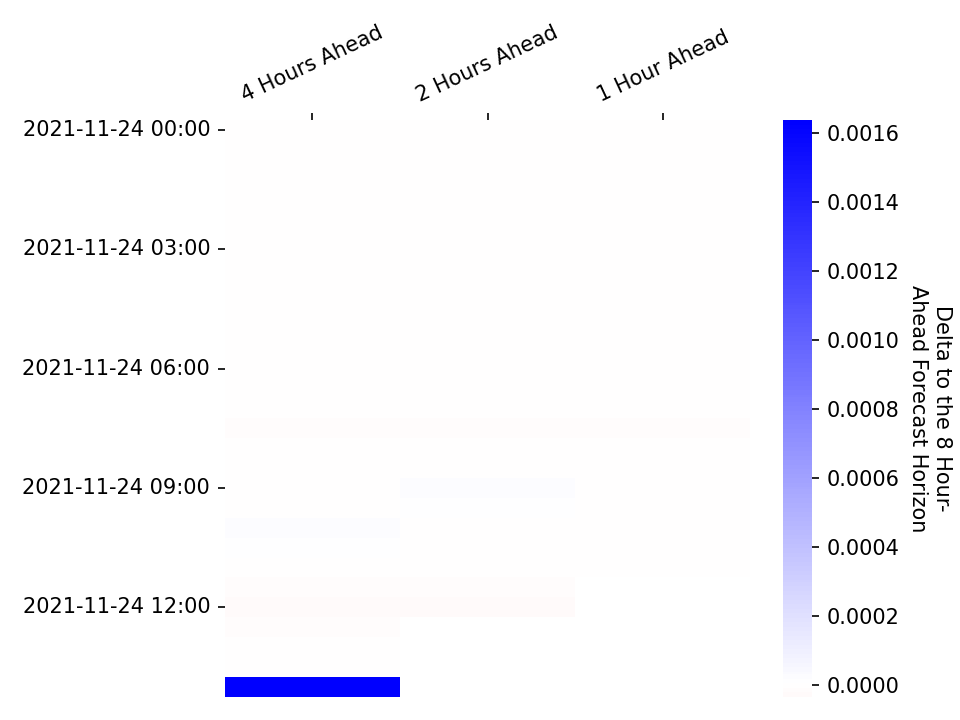 4 Hours Ahead
2 Hours Ahead
1 Hour Ahead
2021-11-24 00:00
2021-11-24 03:00
2021-11-24 06:00
2021-11-24 09:00
2021-11-24 12:00
0.0016
0.0014
0.0012
0.0010
0.0008
0.0006
0.0004
0.0002
0.0000
Delta to the 8 Hour-
Ahead Forecast Horizon